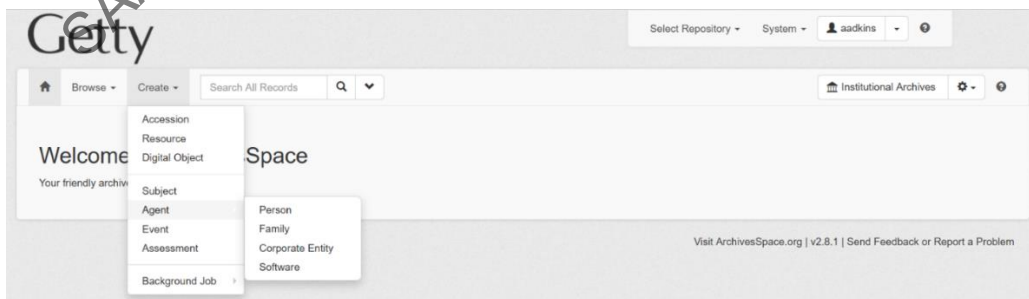 Getty
Select Repository System aadkins
Browse Create Search All Records Institutional Archives
Accession
Resource
Digital Object
Welcome Space
Your friendly archiv
Subject
Agent
Event
Assessment
Background Job
Person
Family
Corporate Entity
Software
Visit ArchivesSpace.org | v2.8.1 | Send Feedback or Report a Problem